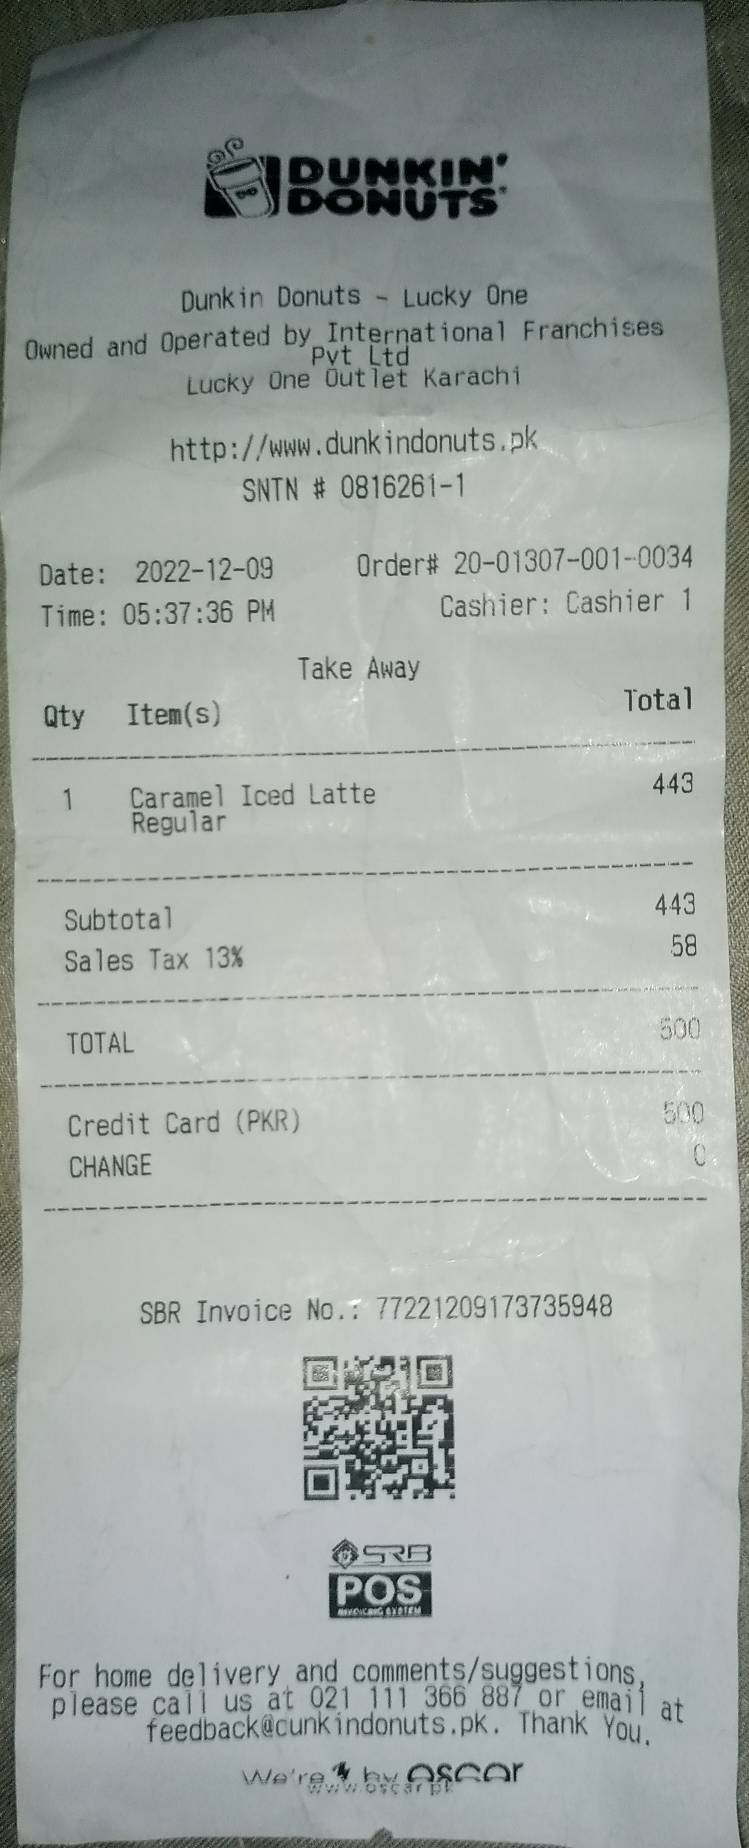 DUNKIN'
DONUTS
Dunkin Donuts - Lucky One
Owned and Operated by International Franchises
Pvt Ltd
Lucky One Outlet Karachi
http://www.dunkindonuts.pk
SNTN # 0816261-1
Date: 2022-12-09 Order# 20-01307-001-0034
Time: 05:37:36 PM Cashier: Cashier 1
Take Away
Qty Item(s) Total
1 Caramel Iced Latte 443
Regular
Subtotal 443
Sales Tax 13% 58
TOTAL 500
Credit Card (PKR) 500
CHANGE 0
SBR Invoice No.: 77221209173735948
SRB
POS
INVOICING SYSTEM
For home delivery and comments/suggestions,
please call us at 021 111 366 887 or email at
feedback@cunkindonuts.pk. Thank You.
We're by oscar
www.oscar.pk